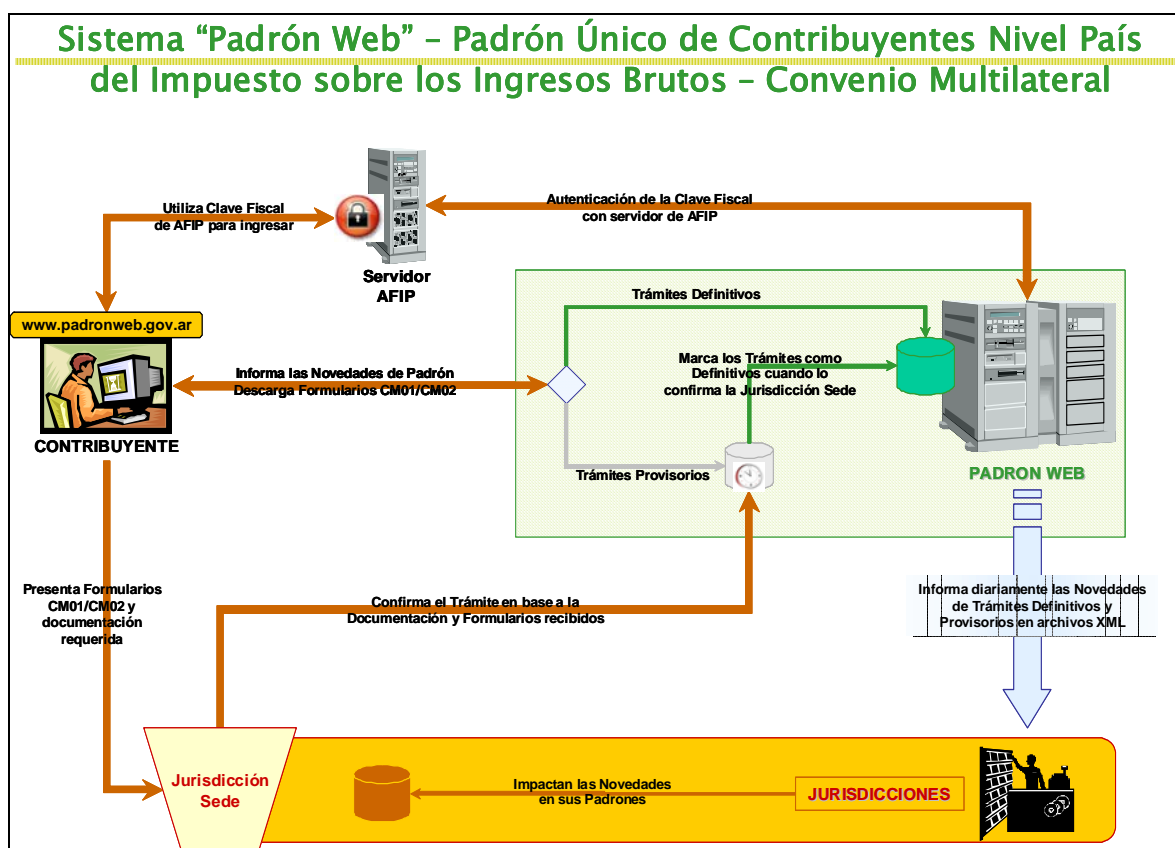 Sistema “Padrón Web” – Padrón Único de Contribuyentes Nivel País
del Impuesto sobre los Ingresos Brutos – Convenio Multilateral
Utiliza Clave Fiscal
de AFIP para ingresar
Autenticación de la Clave Fiscal
con servidor de AFIP
Servidor
AFIP
www.padronweb.gov.ar
CONTRIBUYENTE
Informa las Novedades de Padrón
Descarga Formularios CM01/CM02
Trámites Definitivos
Marca los Trámites como
Definitivos cuando lo
confirma la Jurisdicción Sede
Trámites Provisorios
PADRON WEB
Presenta Formularios
CM01/CM02 y
documentación
requerida
Confirma el Trámite en base a la
Documentación y Formularios recibidos
Informa diariamente las Novedades
de Trámites Definitivos y
Provisorios en archivos XML
Jurisdicción
Sede
Impactan las Novedades
en sus Padrones
JURISDICCIONES